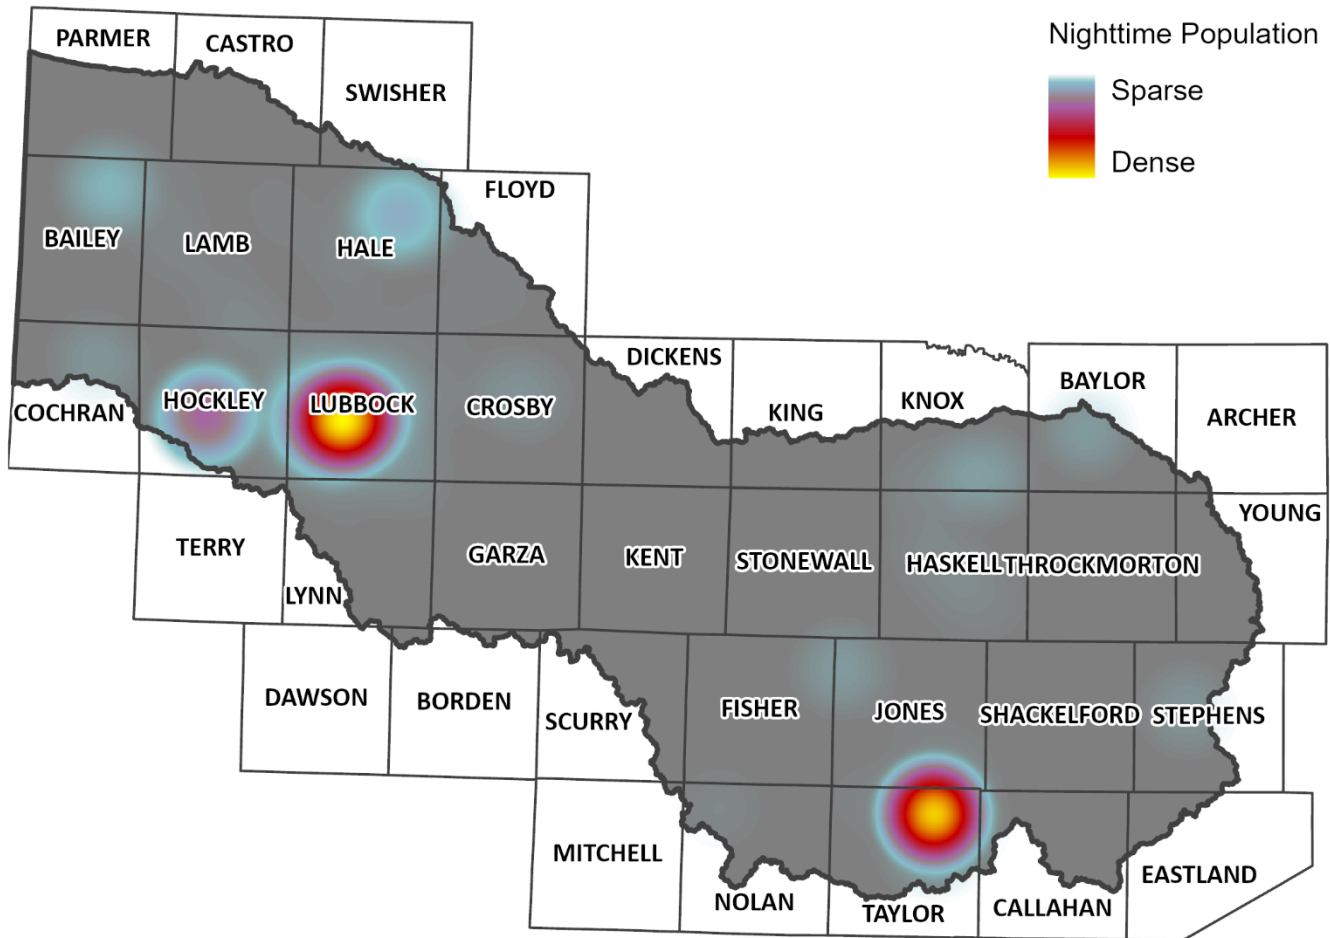 PARMER
CASTRO
SWISHER
Nighttime Population
Sparse
Dense
FLOYD
BAILEY
LAMB
HALE
DICKENS
BAYLOR
COCHRAN
HOCKLEY
LUBBOCK
CROSBY
KING
KNOX
ARCHER
TERRY
LYNN
GARZA
KENT
STONEWALL
HASKELL
THROCKMORTON
YOUNG
DAWSON
BORDEN
SCURRY
FISHER
JONES
SHACKELFORD
STEPHENS
MITCHELL
NOLAN
TAYLOR
CALLAHAN
EASTLAND